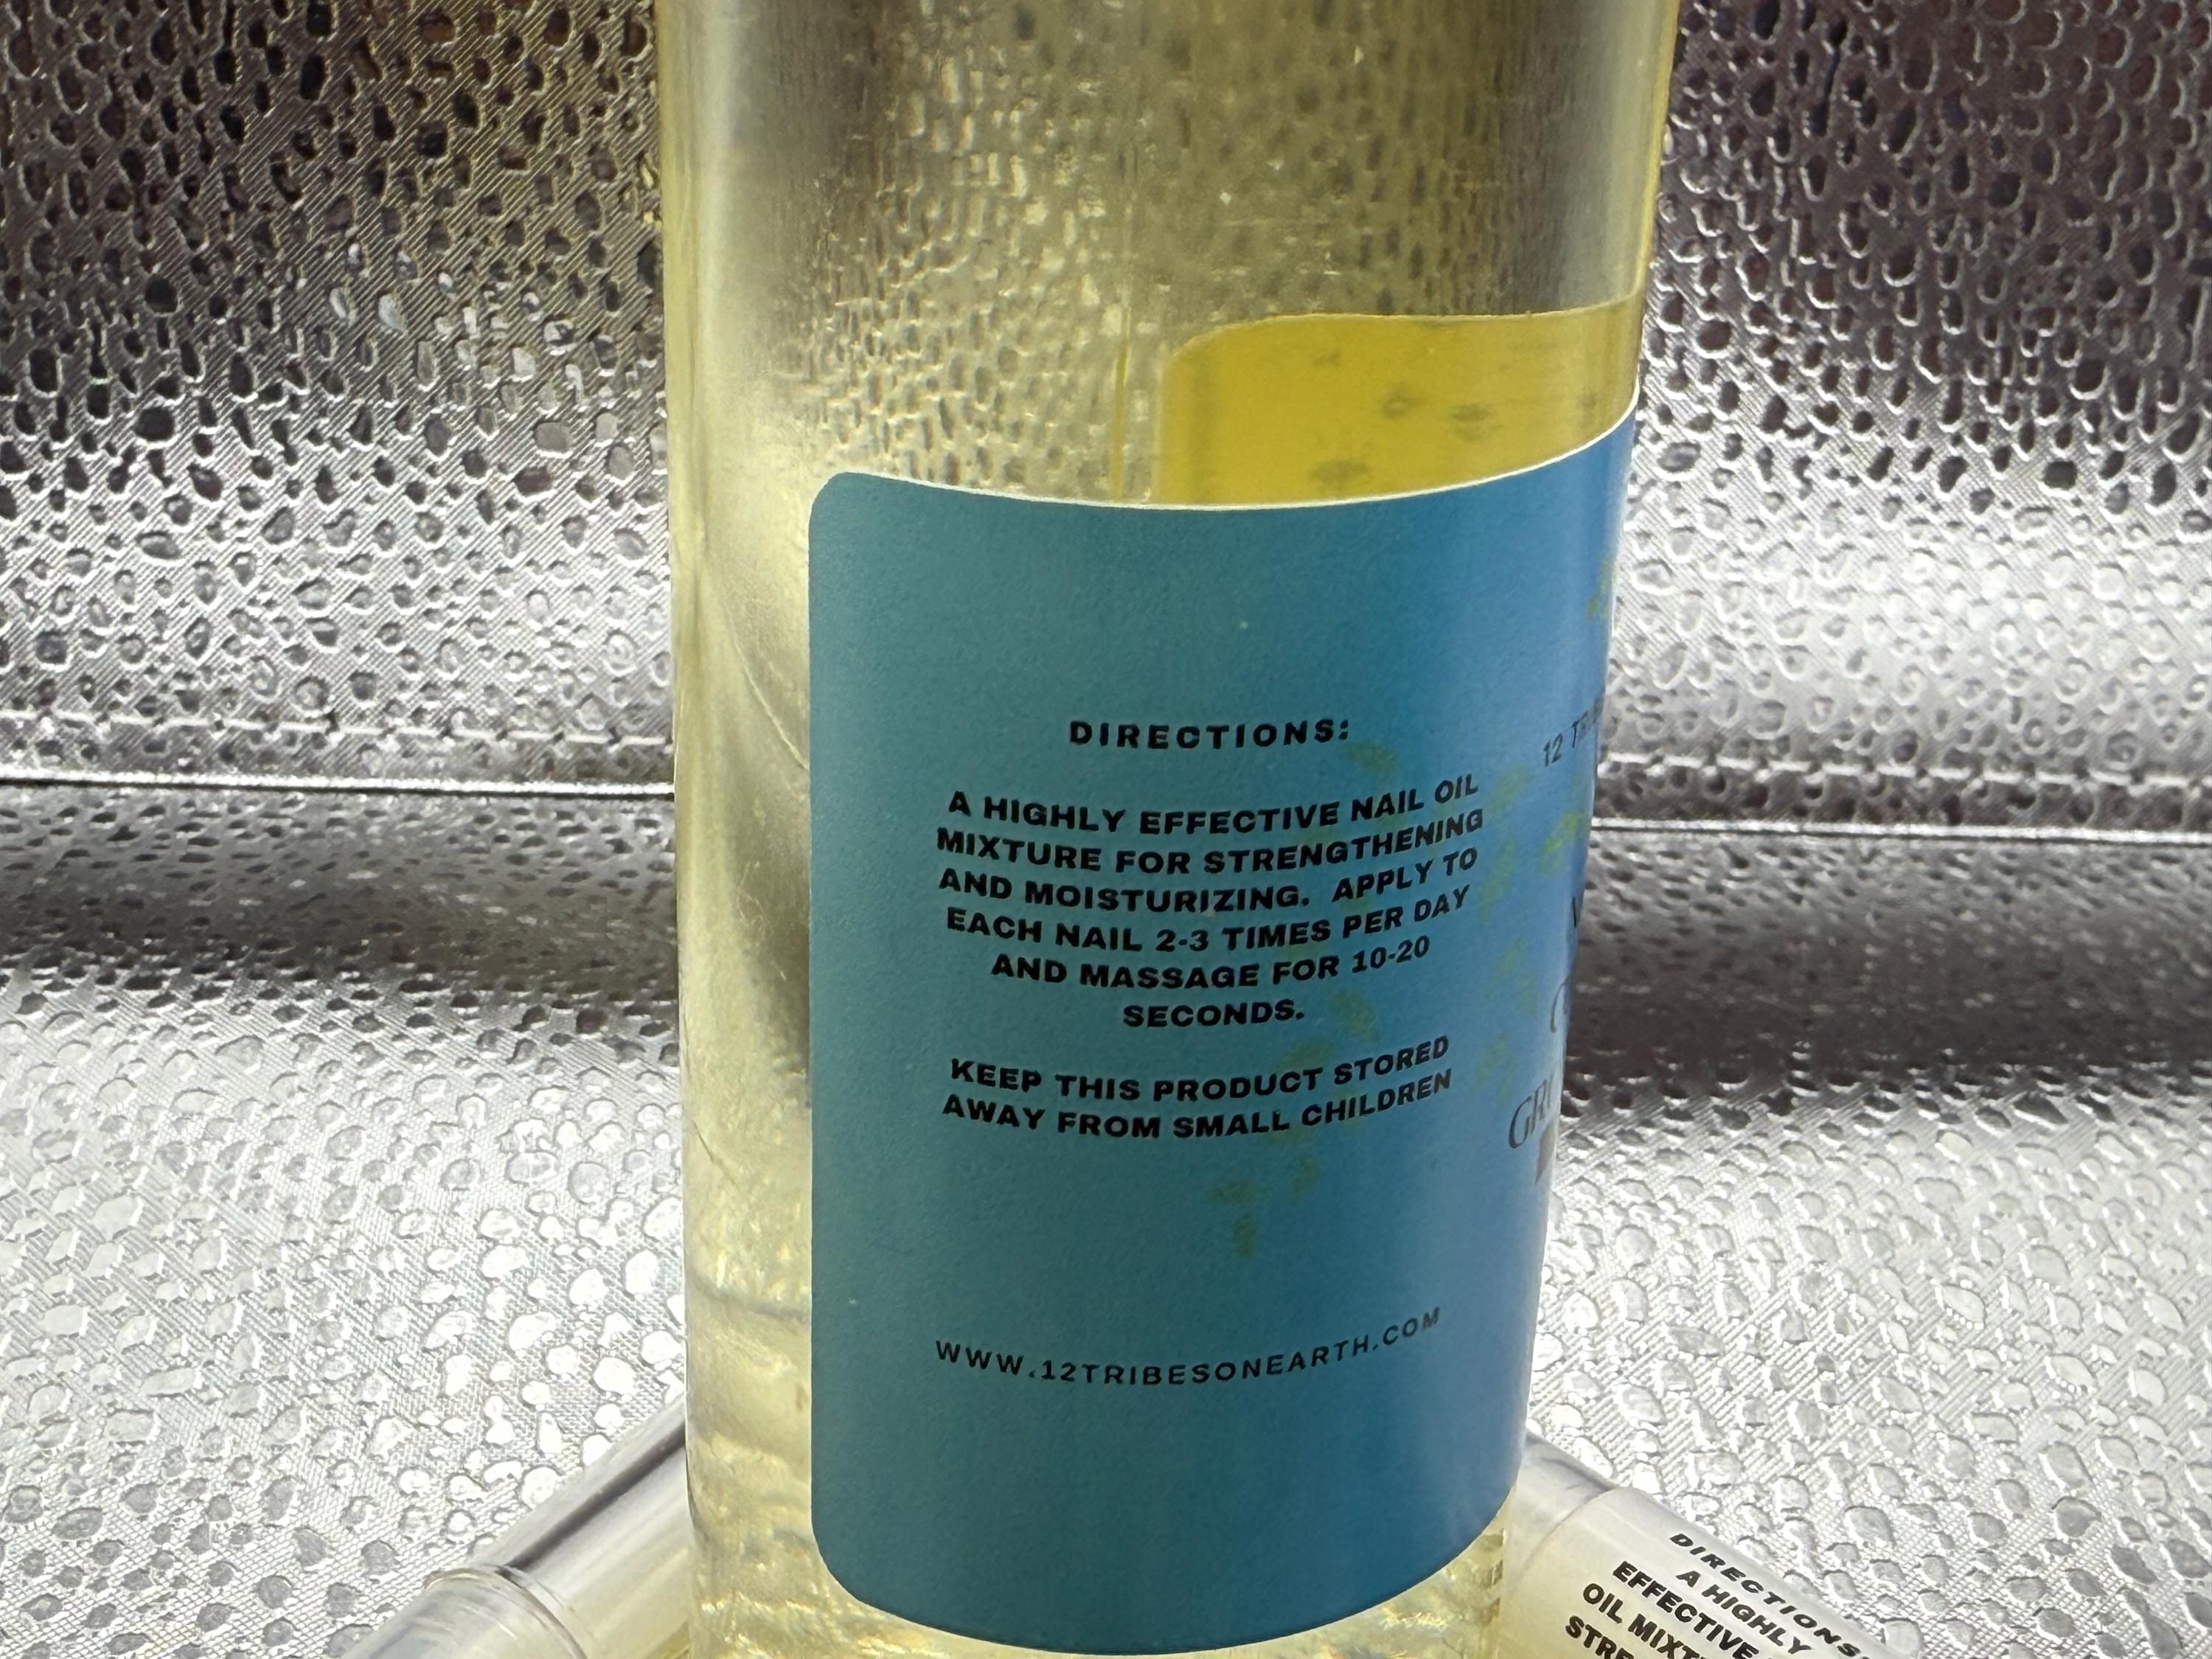 DIRECTIONS:
A HIGHLY EFFECTIVE NAIL OIL
MIXTURE FOR STRENGTHENING
AND MOISTURIZING.  APPLY TO
EACH NAIL 2-3 TIMES PER DAY
AND MASSAGE FOR 10-20
SECONDS.
KEEP THIS PRODUCT STORED
AWAY FROM SMALL CHILDREN
WWW.12TRIBESONEARTH.COM
12
DIRECTIONS:
A HIGHLY
EFFECTIVE
OIL